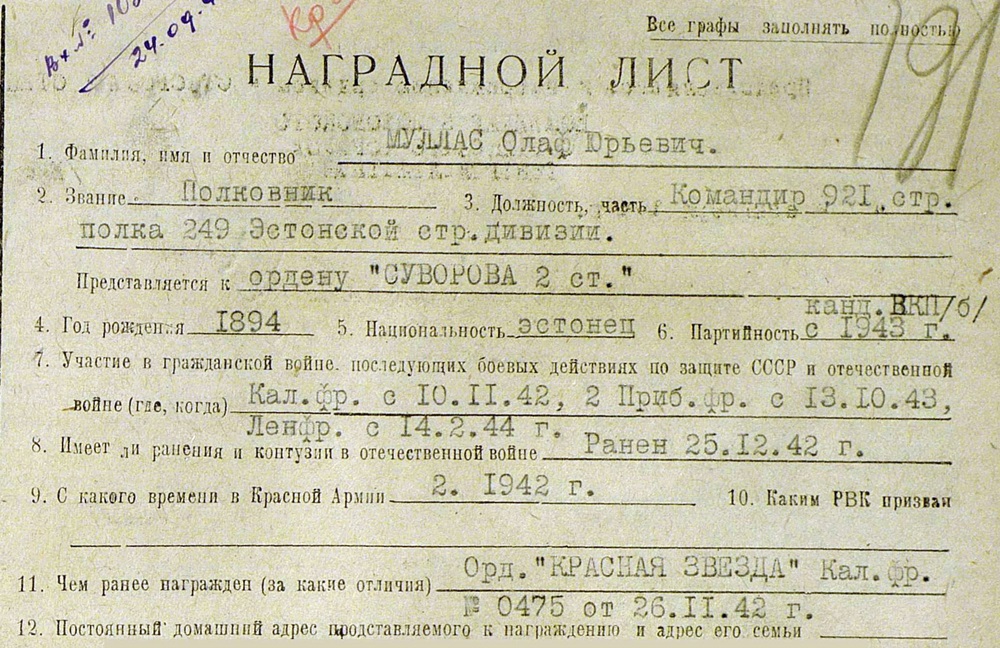 Вх №
24.09.4
Все графы заполнять полностью
НАГРАДНОЙ ЛИСТ
1. Фамилия, имя и отчество МУЛЛАС Олаф Юрьевич.
2. Звание Полковник 3. Должность, часть Командир 921 стр.
полка 249 Эстонской стр.дивизии.
Представляется к ордену "СУВОРОВА 2 ст."
канд.ВКП/б/
4. Год рождения 1894 5. Национальность эстонец 6. Партийность с 1943 г.
7. Участие в гражданской войне, последующих боевых действиях по защите СССР и отечественной
войне (где, когда) Кал.фр. с 10.11.42, 2 Приб.фр. с 13.10.43,
Ленфр. с 14.2.44 г.
8. Имеет ли ранения и контузии в отечественной войне Ранен 25.12.42 г.
9. С какого времени в Красной Армии 2. 1942 г. 10. Каким РВК призван
11. Чем ранее награжден (за какие отличия) Орд."КРАСНАЯ ЗВЕЗДА" Кал.фр.
№ 0475 от 26.11.42 г.
12. Постоянный домашний адрес представляемого к награждению и адрес его семьи